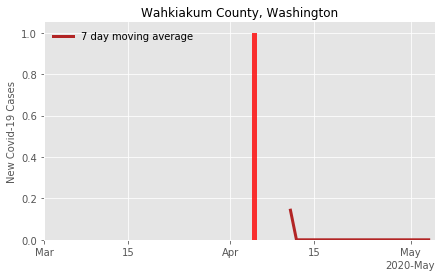 Wahkiakum County, Washington
7 day moving average
New Covid-19 Cases
1.0
0.8
0.6
0.4
0.2
0.0
Mar 15 Apr 15 May
2020-May